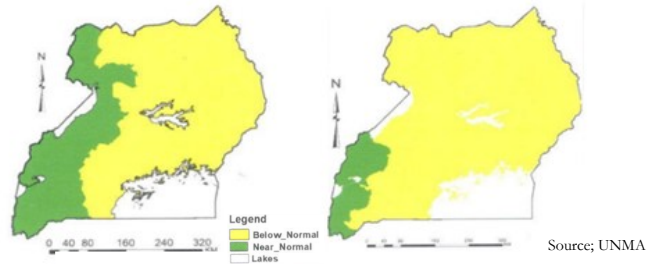 N
N
Legend
Below_Normal
Near_Normal
Lakes
0 40 80 160 240 320
Source; UNMA